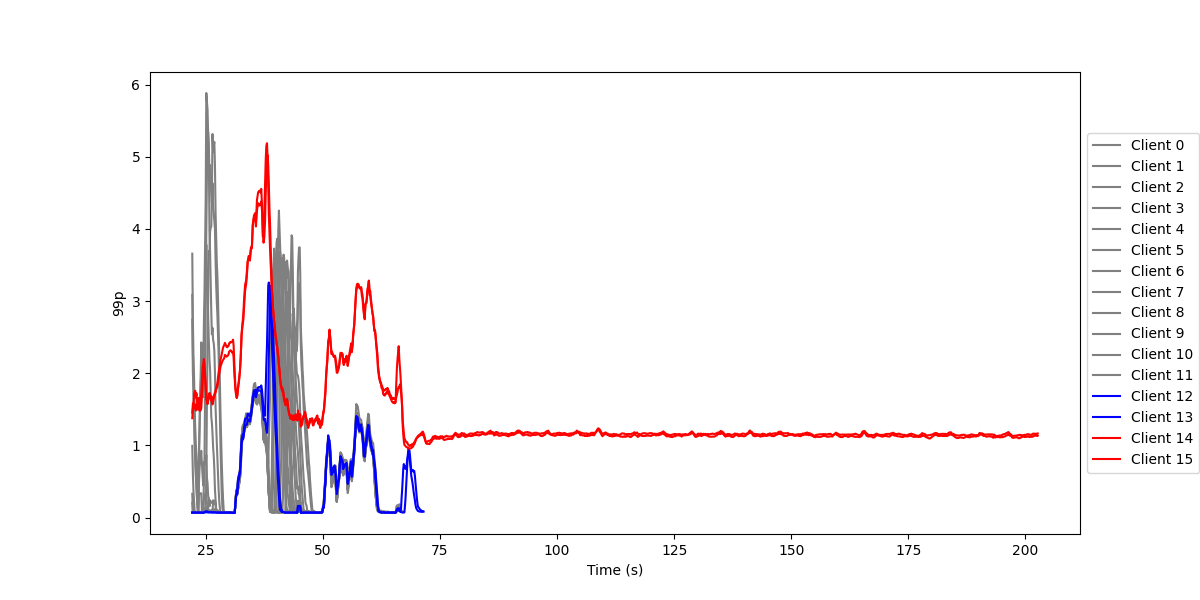 6
5
4
3
2
1
0
99p
25
50
75
100
125
150
175
200
Time (s)
Client 0
Client 1
Client 2
Client 3
Client 4
Client 5
Client 6
Client 7
Client 8
Client 9
Client 10
Client 11
Client 12
Client 13
Client 14
Client 15